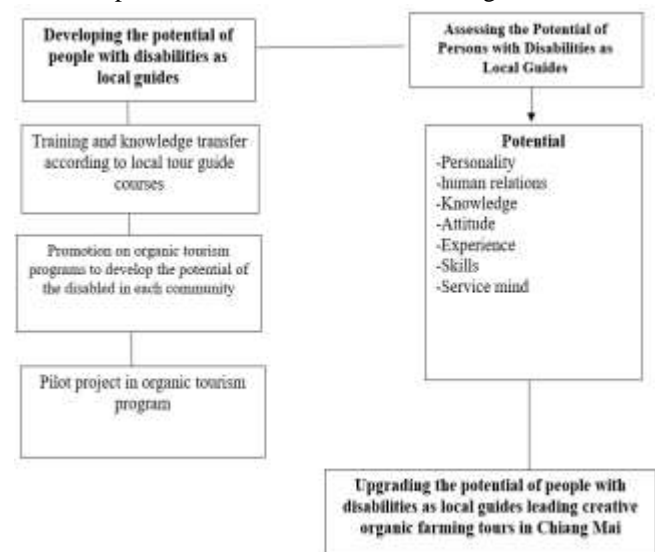 Developing the potential of
people with disabilities as
local guides
Training and knowledge transfer
according to local tour guide
courses
Promotion on organic tourism
programs to develop the potential of
the disabled in each community
Pilot project in organic tourism
program
Assessing the Potential of
Persons with Disabilities as
Local Guides
Potential
-Personality
-human relations
-Knowledge
-Attitude
-Experience
-Skills
-Service mind
Upgrading the potential of people with
disabilities as local guides leading creative
organic farming tours in Chiang Mai